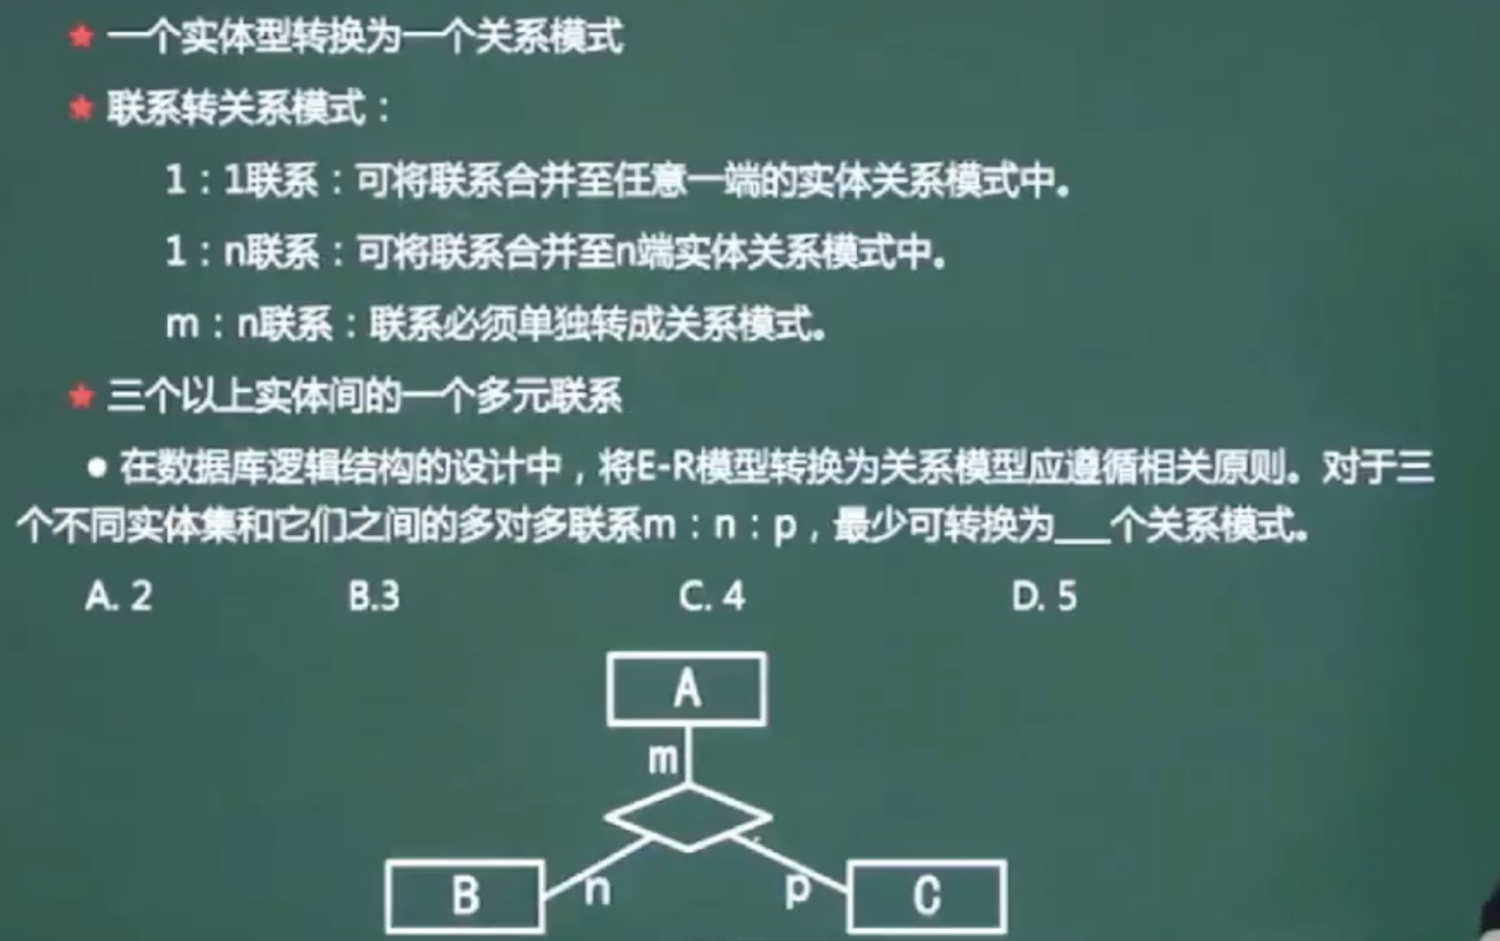 ★ 一个实体型转换为一个关系模式
★ 联系转关系模式：
1：1联系：可将联系合并至任意一端的实体关系模式中。
1：n联系：可将联系合并至n端实体关系模式中。
m：n联系：联系必须单独转成关系模式。
★ 三个以上实体间的一个多元联系
● 在数据库逻辑结构的设计中，将E-R模型转换为关系模型应遵循相关原则。对于三
个不同实体集和它们之间的多对多联系m：n：p，最少可转换为___个关系模式。
A. 2 B.3 C. 4 D. 5
A
m
B n p C